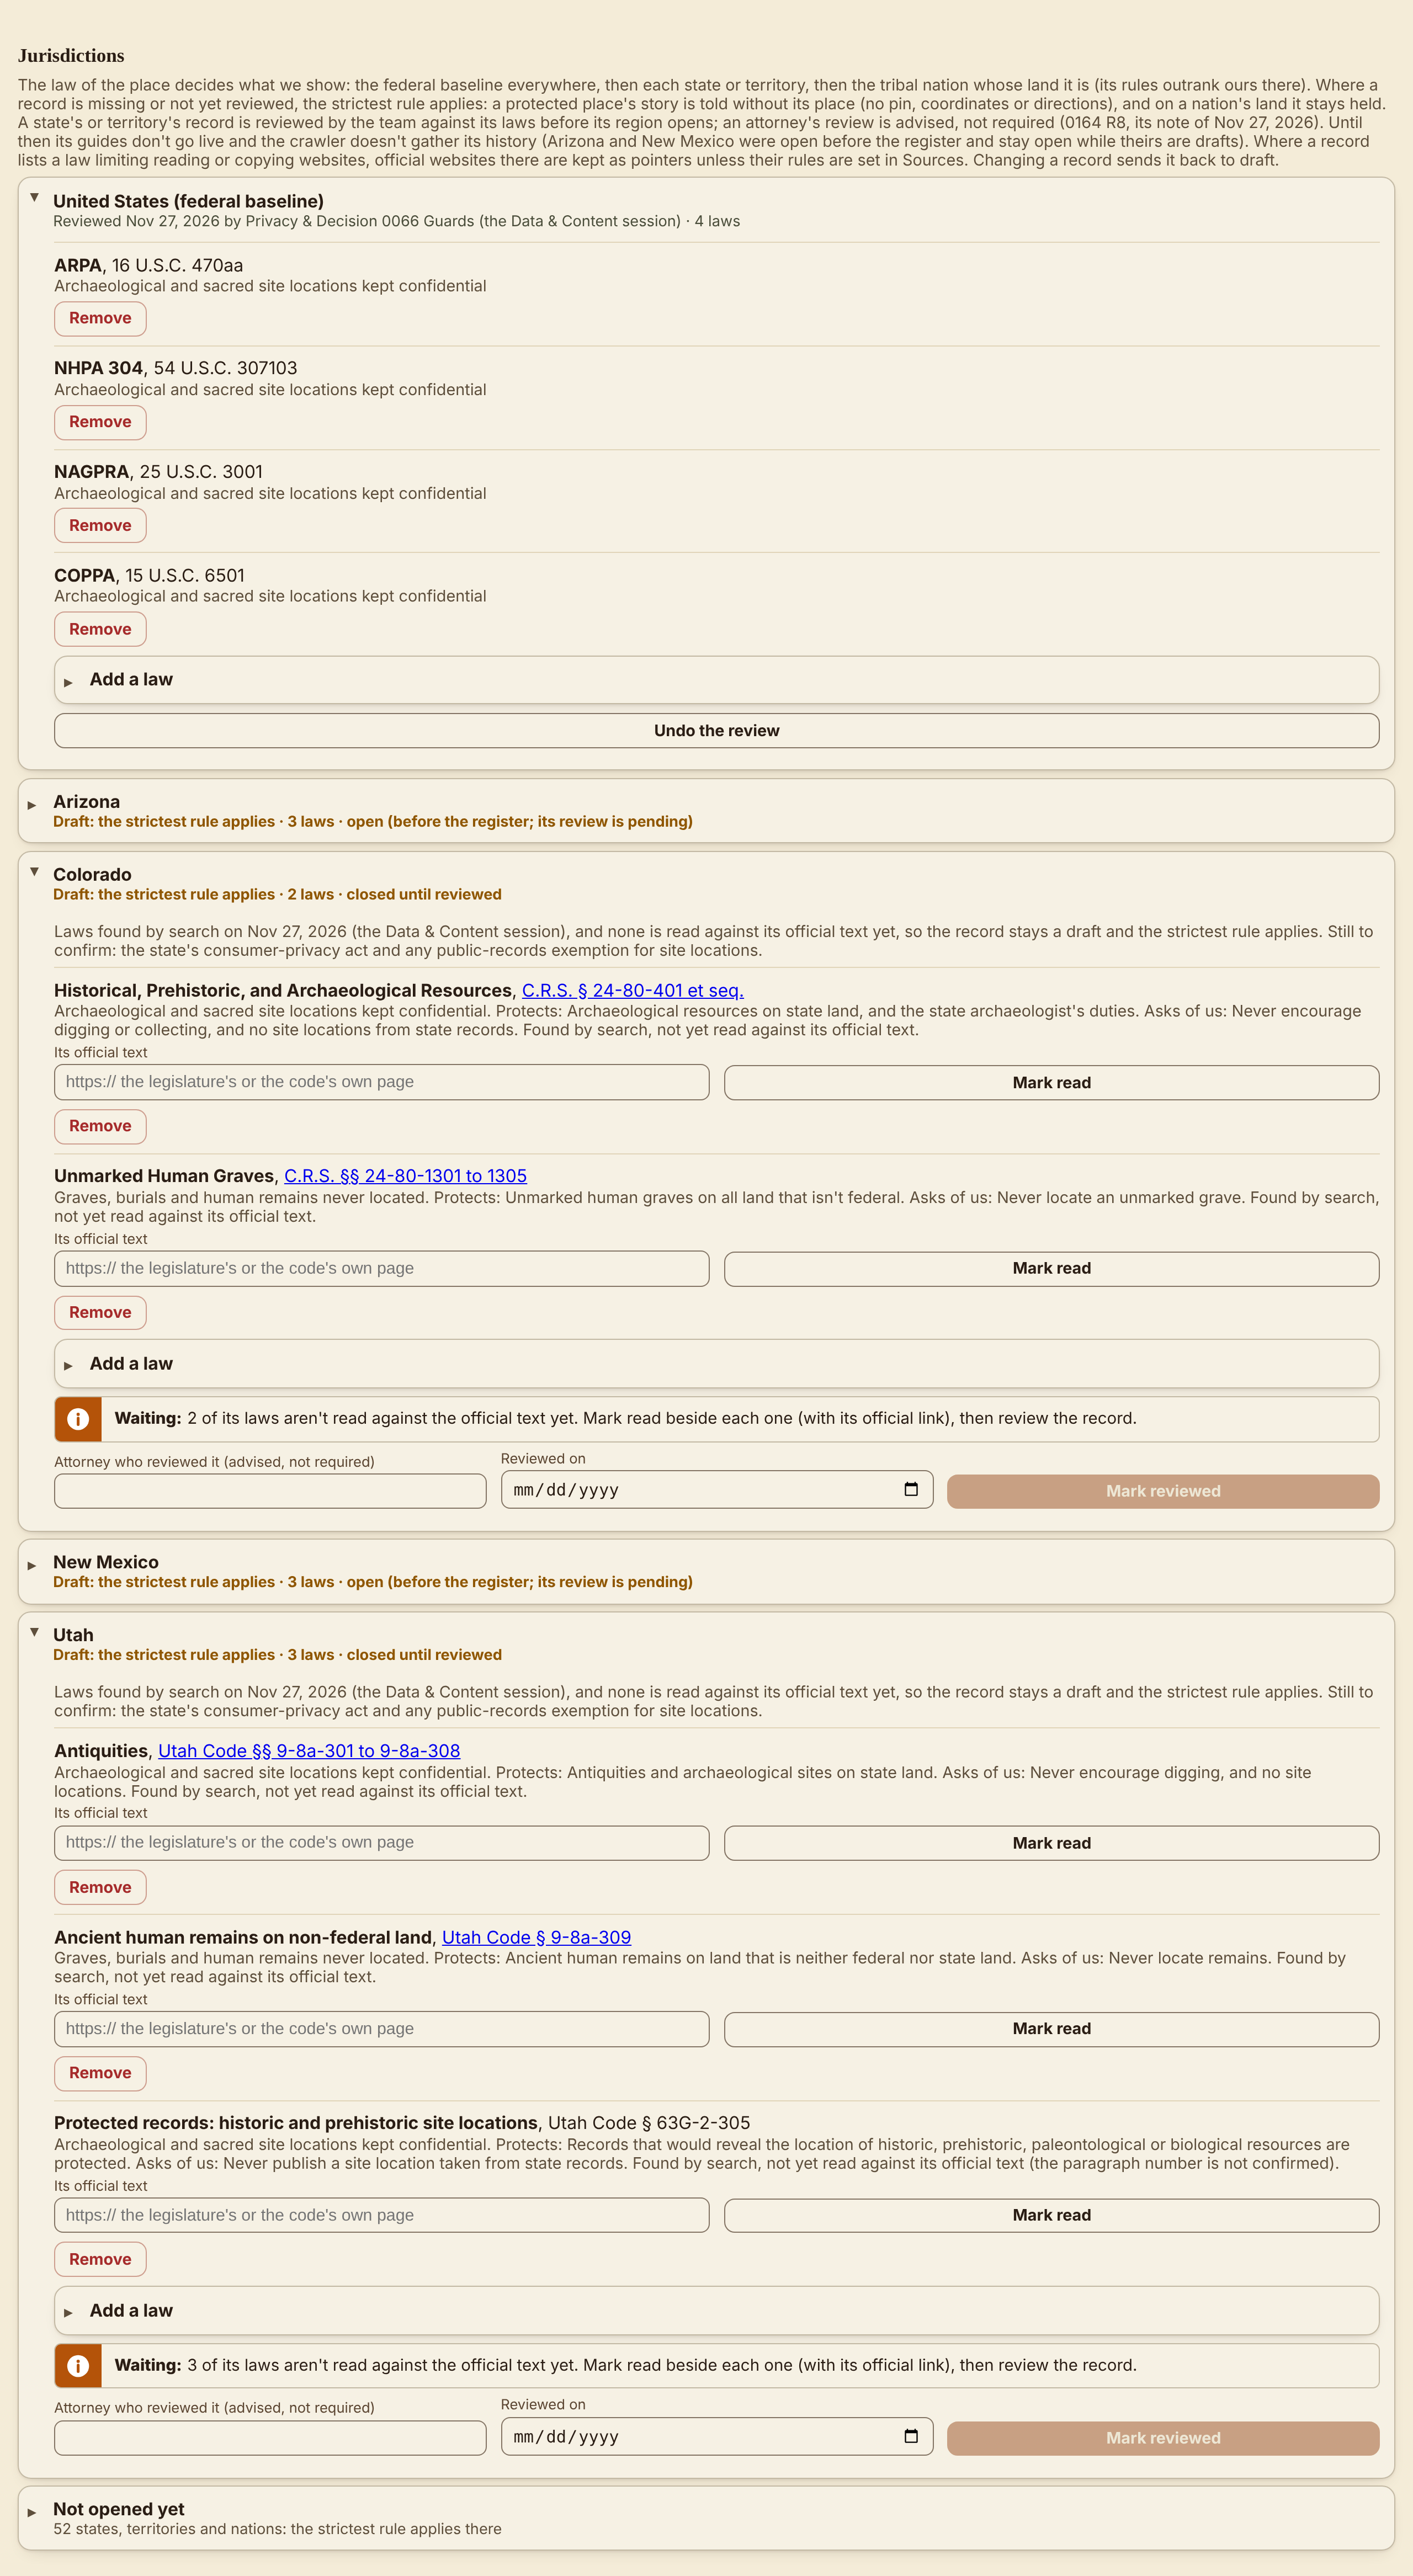 Jurisdictions
The law of the place decides what we show: the federal baseline everywhere, then each state or territory, then the tribal nation whose land it is (its rules outrank ours there). Where a
record is missing or not yet reviewed, the strictest rule applies: a protected place's story is told without its place (no pin, coordinates or directions), and on a nation's land it stays held.
A state's or territory's record is reviewed by the team against its laws before its region opens; an attorney's review is advised, not required (0164 R8, its note of Nov 27, 2026). Until
then its guides don't go live and the crawler doesn't gather its history (Arizona and New Mexico were open before the register and stay open while theirs are drafts). Where a record
lists a law limiting reading or copying websites, official websites there are kept as pointers unless their rules are set in Sources. Changing a record sends it back to draft.
United States (federal baseline)
Reviewed Nov 27, 2026 by Privacy & Decision 0066 Guards (the Data & Content session) · 4 laws
ARPA, 16 U.S.C. 470aa
Archaeological and sacred site locations kept confidential
Remove
NHPA 304, 54 U.S.C. 307103
Archaeological and sacred site locations kept confidential
Remove
NAGPRA, 25 U.S.C. 3001
Archaeological and sacred site locations kept confidential
Remove
COPPA, 15 U.S.C. 6501
Archaeological and sacred site locations kept confidential
Remove
Add a law
Undo the review
Arizona
Draft: the strictest rule applies · 3 laws · open (before the register; its review is pending)
Colorado
Draft: the strictest rule applies · 2 laws · closed until reviewed
Laws found by search on Nov 27, 2026 (the Data & Content session), and none is read against its official text yet, so the record stays a draft and the strictest rule applies. Still to
confirm: the state's consumer-privacy act and any public-records exemption for site locations.
Historical, Prehistoric, and Archaeological Resources, C.R.S. § 24-80-401 et seq.
Archaeological and sacred site locations kept confidential. Protects: Archaeological resources on state land, and the state archaeologist's duties. Asks of us: Never encourage
digging or collecting, and no site locations from state records. Found by search, not yet read against its official text.
Its official text
https:// the legislature's or the code's own page
Mark read
Remove
Unmarked Human Graves, C.R.S. §§ 24-80-1301 to 1305
Graves, burials and human remains never located. Protects: Unmarked human graves on all land that isn't federal. Asks of us: Never locate an unmarked grave. Found by search,
not yet read against its official text.
Its official text
https:// the legislature's or the code's own page
Mark read
Remove
Add a law
Waiting: 2 of its laws aren't read against the official text yet. Mark read beside each one (with its official link), then review the record.
Attorney who reviewed it (advised, not required)
Reviewed on
mm/dd/yyyy
Mark reviewed
New Mexico
Draft: the strictest rule applies · 3 laws · open (before the register; its review is pending)
Utah
Draft: the strictest rule applies · 3 laws · closed until reviewed
Laws found by search on Nov 27, 2026 (the Data & Content session), and none is read against its official text yet, so the record stays a draft and the strictest rule applies. Still to
confirm: the state's consumer-privacy act and any public-records exemption for site locations.
Antiquities, Utah Code §§ 9-8a-301 to 9-8a-308
Archaeological and sacred site locations kept confidential. Protects: Antiquities and archaeological sites on state land. Asks of us: Never encourage digging, and no site
locations. Found by search, not yet read against its official text.
Its official text
https:// the legislature's or the code's own page
Mark read
Remove
Ancient human remains on non-federal land, Utah Code § 9-8a-309
Graves, burials and human remains never located. Protects: Ancient human remains on land that is neither federal nor state land. Asks of us: Never locate remains. Found by
search, not yet read against its official text.
Its official text
https:// the legislature's or the code's own page
Mark read
Remove
Protected records: historic and prehistoric site locations, Utah Code § 63G-2-305
Archaeological and sacred site locations kept confidential. Protects: Records that would reveal the location of historic, prehistoric, paleontological or biological resources are
protected. Asks of us: Never publish a site location taken from state records. Found by search, not yet read against its official text (the paragraph number is not confirmed).
Its official text
https:// the legislature's or the code's own page
Mark read
Remove
Add a law
Waiting: 3 of its laws aren't read against the official text yet. Mark read beside each one (with its official link), then review the record.
Attorney who reviewed it (advised, not required)
Reviewed on
mm/dd/yyyy
Mark reviewed
Not opened yet
52 states, territories and nations: the strictest rule applies there